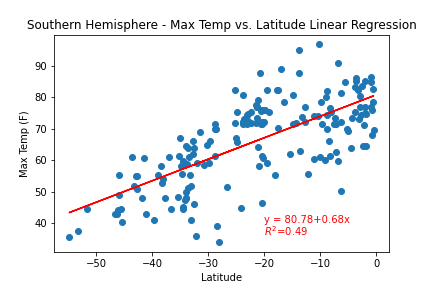 Southern Hemisphere - Max Temp vs. Latitude Linear Regression
Max Temp (F)
90
80
70
60
50
40
y = 80.78+0.68x
R²=0.49
−50
−40
−30
−20
−10
0
Latitude